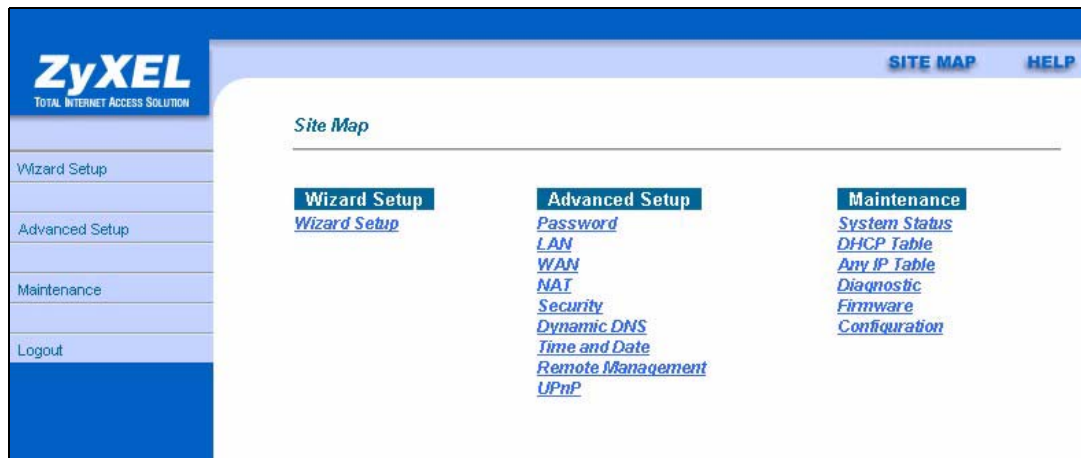 ZyXEL
TOTAL INTERNET ACCESS SOLUTION
SITE MAP HELP
Wizard Setup
Advanced Setup
Maintenance
Logout
Site Map
Wizard Setup
Wizard Setup
Advanced Setup
Password
LAN
WAN
NAT
Security
Dynamic DNS
Time and Date
Remote Management
UPnP
Maintenance
System Status
DHCP Table
Any IP Table
Diagnostic
Firmware
Configuration